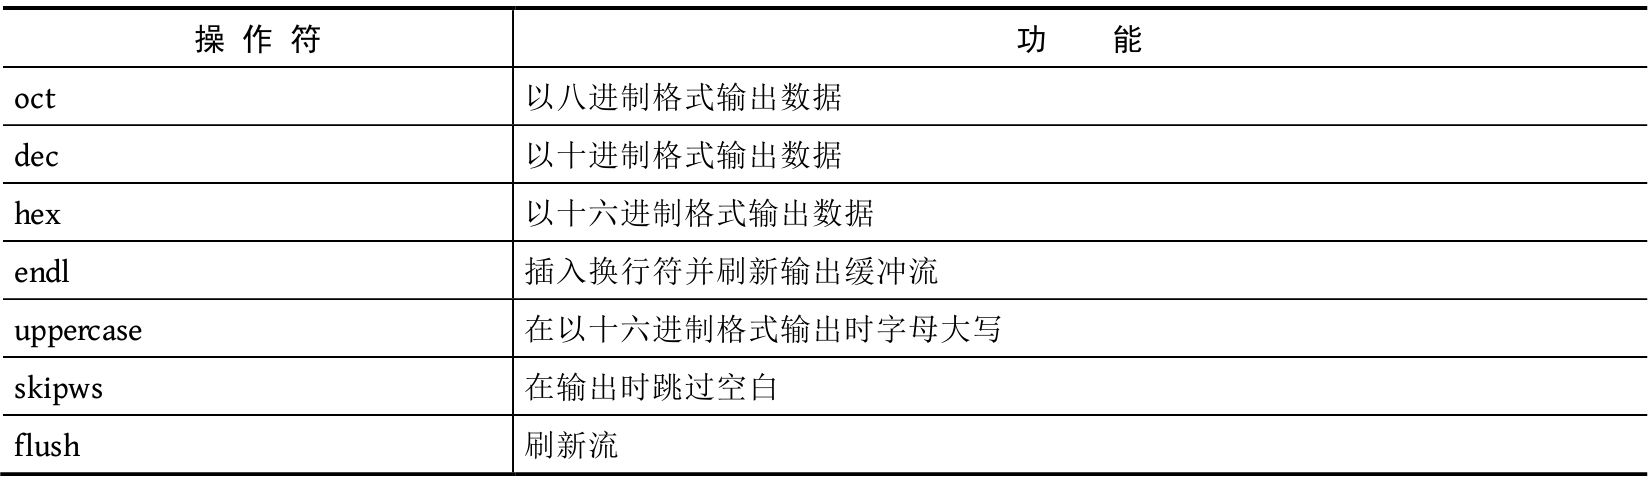 操 作 符 功 能
oct 以八进制格式输出数据
dec 以十进制格式输出数据
hex 以十六进制格式输出数据
endl 插入换行符并刷新输出缓冲流
uppercase 在以十六进制格式输出时字母大写
skipws 在输出时跳过空白
flush 刷新流